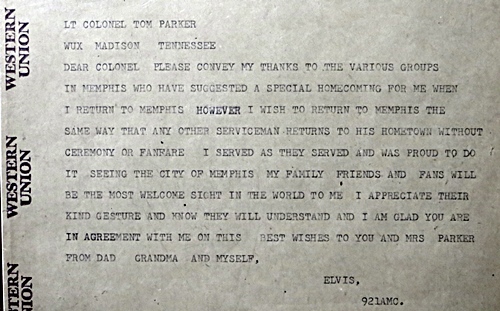 WESTERN UNION
WESTERN UNION
STERN UNION
LT COLONEL TOM PARKER
WUX MADISON TENNESSEE
DEAR COLONEL PLEASE CONVEY MY THANKS TO THE VARIOUS GROUPS
IN MEMPHIS WHO HAVE SUGGESTED A SPECIAL HOMECOMING FOR ME WHEN
I RETURN TO MEMPHIS HOWEVER I WISH TO RETURN TO MEMPHIS THE
SAME WAY THAT ANY OTHER SERVICEMAN RETURNS TO HIS HOMETOWN WITHOUT
CEREMONY OR FANFARE I SERVED AS THEY SERVED AND WAS PROUD TO DO
IT SEEING THE CITY OF MEMPHIS MY FAMILY FRIENDS AND FANS WILL
BE THE MOST WELCOME SIGHT IN THE WORLD TO ME I APPRECIATE THEIR
KIND GESTURE AND KNOW THEY WILL UNDERSTAND AND I AM GLAD YOU ARE
IN AGREEMENT WITH ME ON THIS BEST WISHES TO YOU AND MRS PARKER
FROM DAD GRANDMA AND MYSELF,
ELVIS,
921AMC.